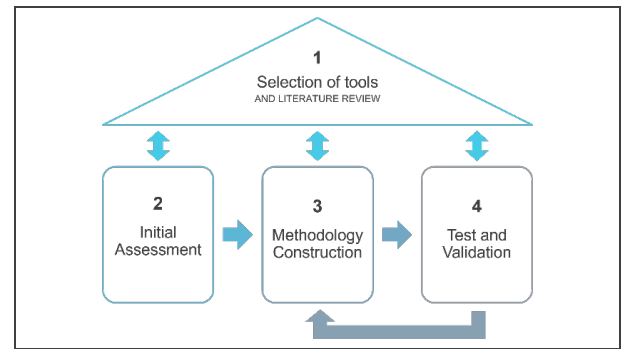 1
Selection of tools
AND LITERATURE REVIEW
2
Initial
Assessment
3
Methodology
Construction
4
Test and
Validation